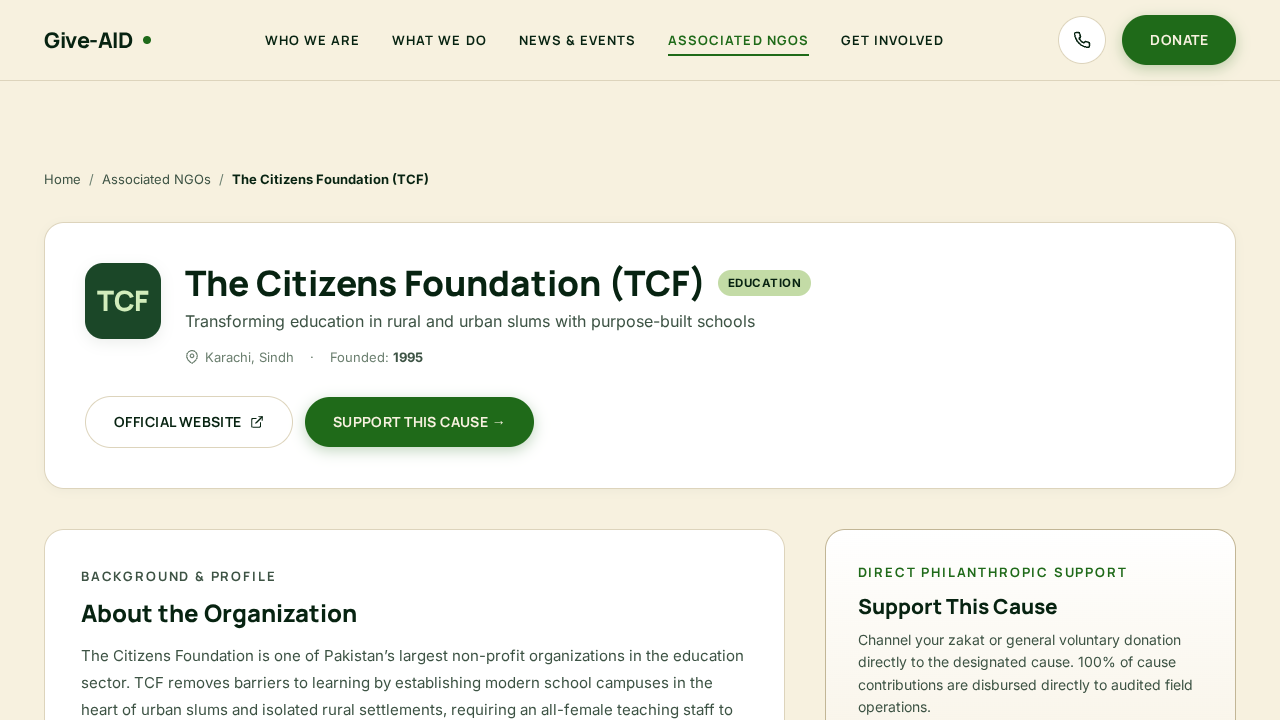 Give-AID
WHO WE ARE
WHAT WE DO
NEWS & EVENTS
ASSOCIATED NGOS
GET INVOLVED
DONATE
Home / Associated NGOs / The Citizens Foundation (TCF)
TCF
The Citizens Foundation (TCF)
EDUCATION
Transforming education in rural and urban slums with purpose-built schools
Karachi, Sindh · Founded: 1995
OFFICIAL WEBSITE
SUPPORT THIS CAUSE →
BACKGROUND & PROFILE
About the Organization
The Citizens Foundation is one of Pakistan’s largest non-profit organizations in the education
sector. TCF removes barriers to learning by establishing modern school campuses in the
heart of urban slums and isolated rural settlements, requiring an all-female teaching staff to
DIRECT PHILANTHROPIC SUPPORT
Support This Cause
Channel your zakat or general voluntary donation
directly to the designated cause. 100% of cause
contributions are disbursed directly to audited field
operations.